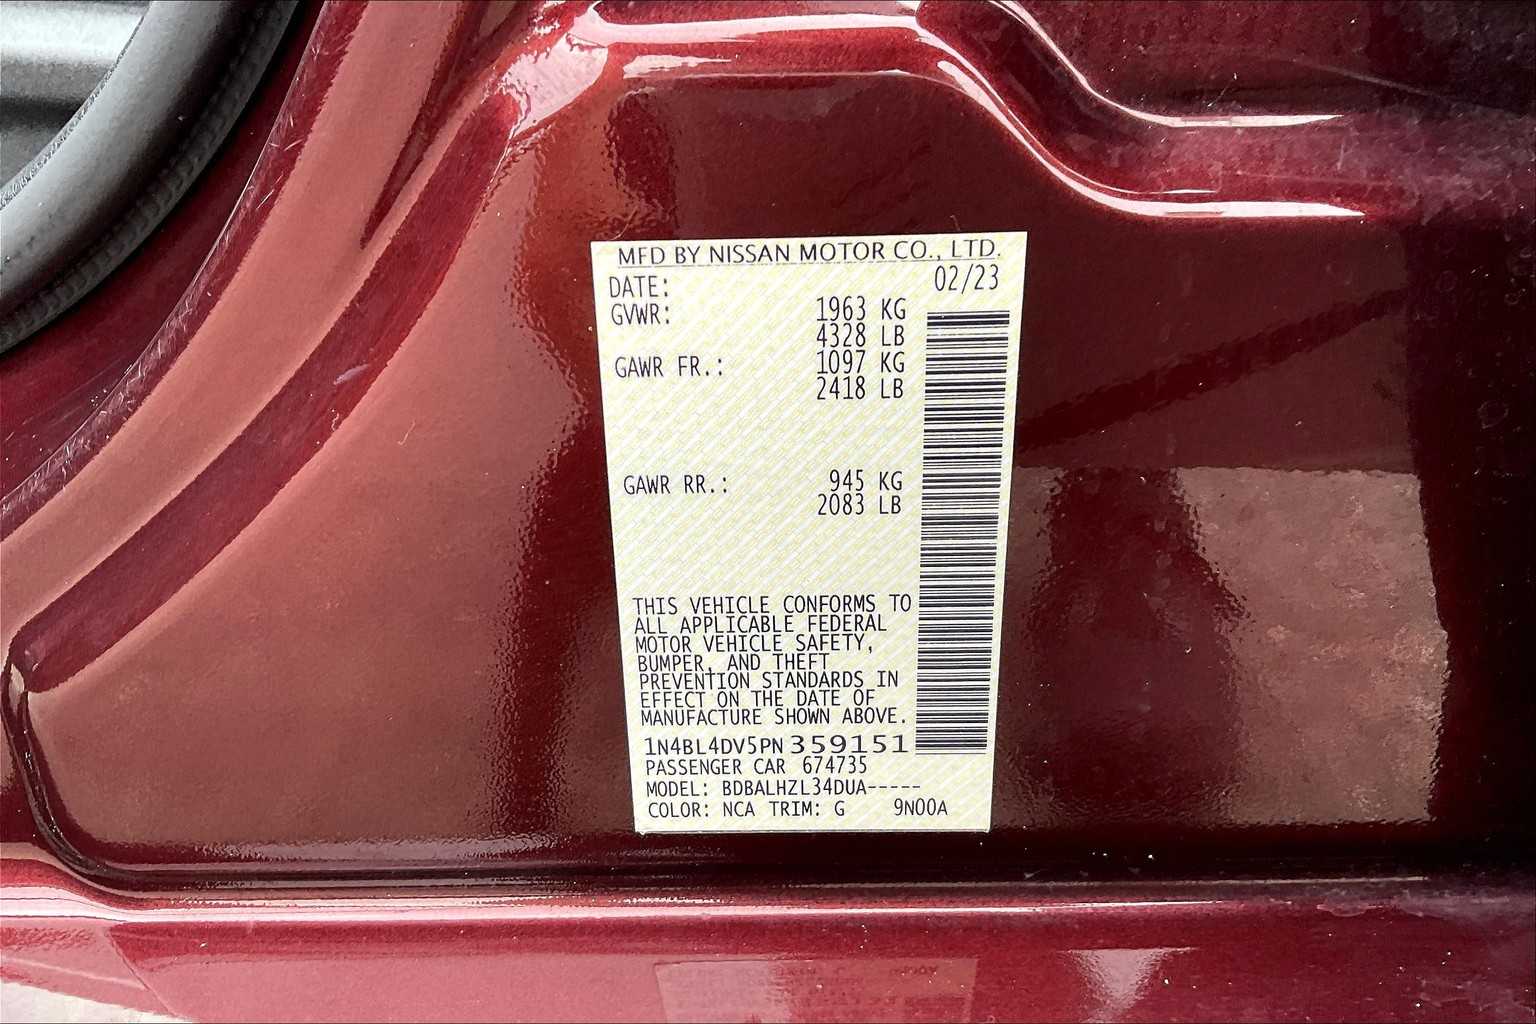 MFD BY NISSAN MOTOR CO., LTD.
DATE: 02/23
GVWR: 1963 KG
4328 LB
GAWR FR.: 1097 KG
2418 LB
GAWR RR.: 945 KG
2083 LB
THIS VEHICLE CONFORMS TO
ALL APPLICABLE FEDERAL
MOTOR VEHICLE SAFETY,
BUMPER, AND THEFT
PREVENTION STANDARDS IN
EFFECT ON THE DATE OF
MANUFACTURE SHOWN ABOVE.
1N4BL4DV5PN359151
PASSENGER CAR 674735
MODEL: BDBALHZL34DUA-----
COLOR: NCA TRIM: G 9N00A